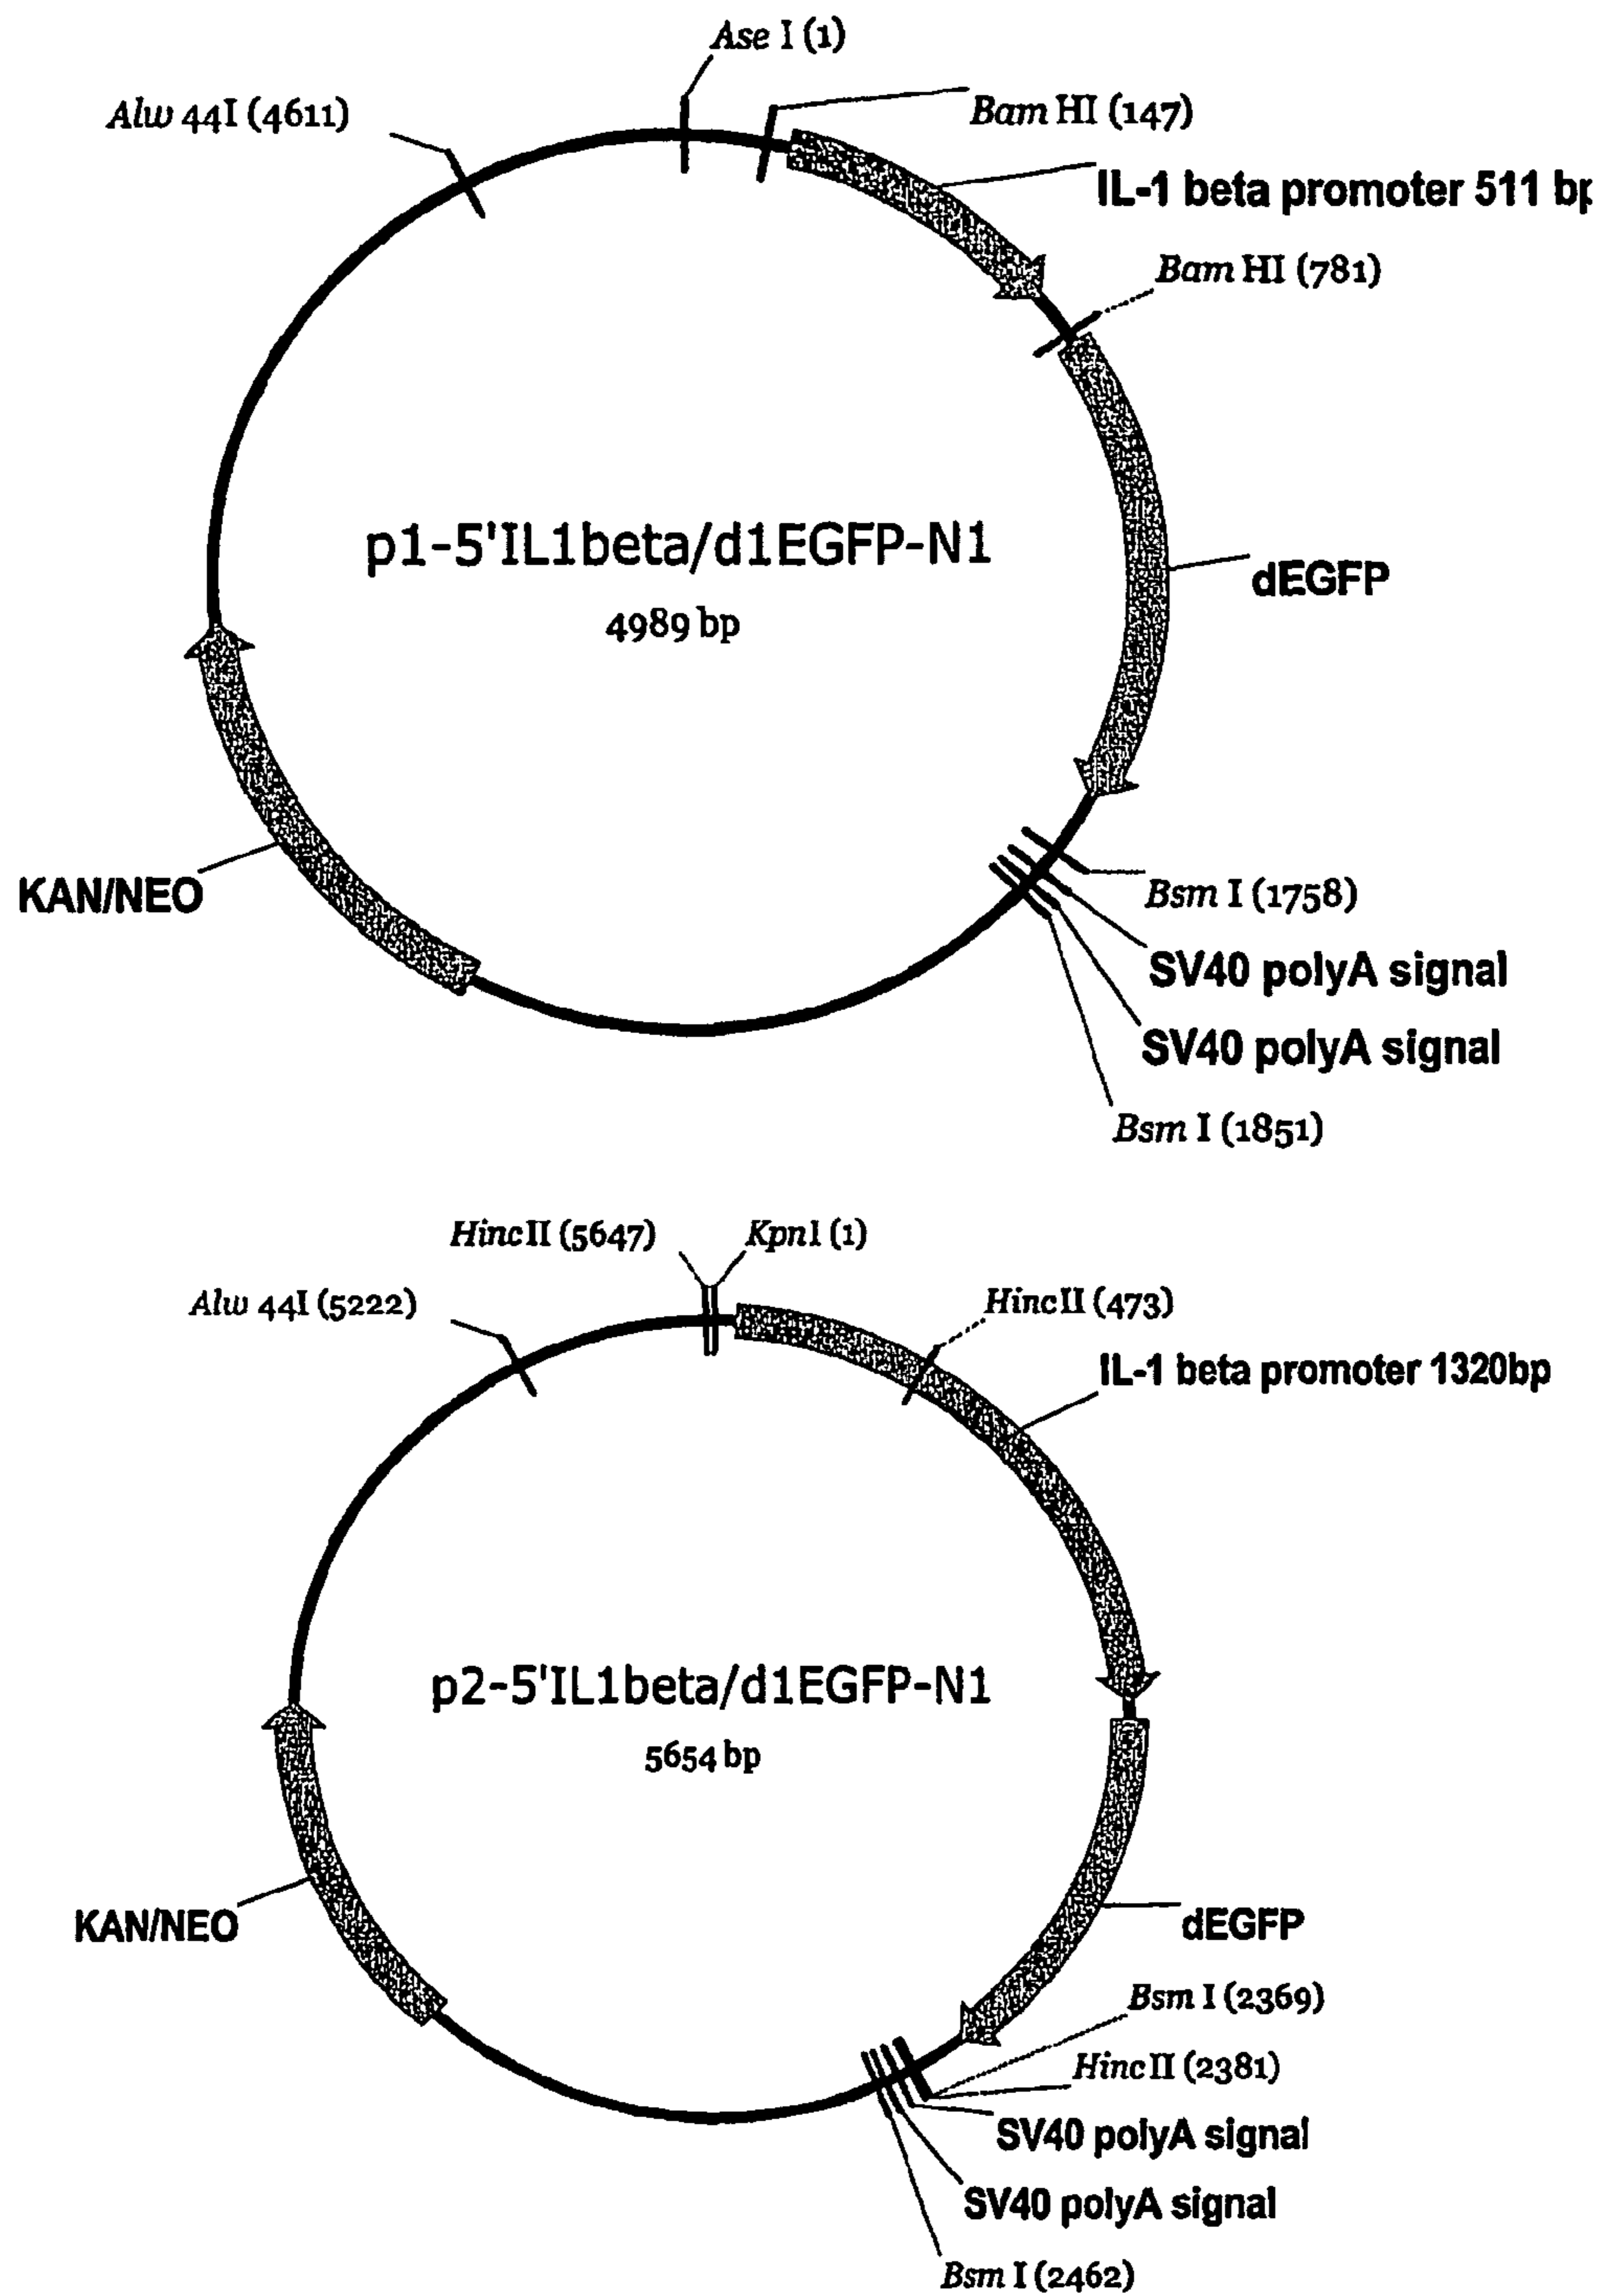 Ase I (1)
Alw 44I (4611)
Bam HI (147)
IL-1 beta promoter 511 bp
Bam HI (781)
p1-5'IL1beta/d1EGFP-N1
4989 bp
dEGFP
KAN/NEO
Bsm I (1758)
SV40 polyA signal
SV40 polyA signal
Bsm I (1851)
HincII (5647)
KpnI (1)
Alw 44I (5222)
HincII (473)
IL-1 beta promoter 1320bp
p2-5'IL1beta/d1EGFP-N1
5654 bp
KAN/NEO
dEGFP
Bsm I (2369)
HincII (2381)
SV40 polyA signal
SV40 polyA signal
Bsm I (2462)